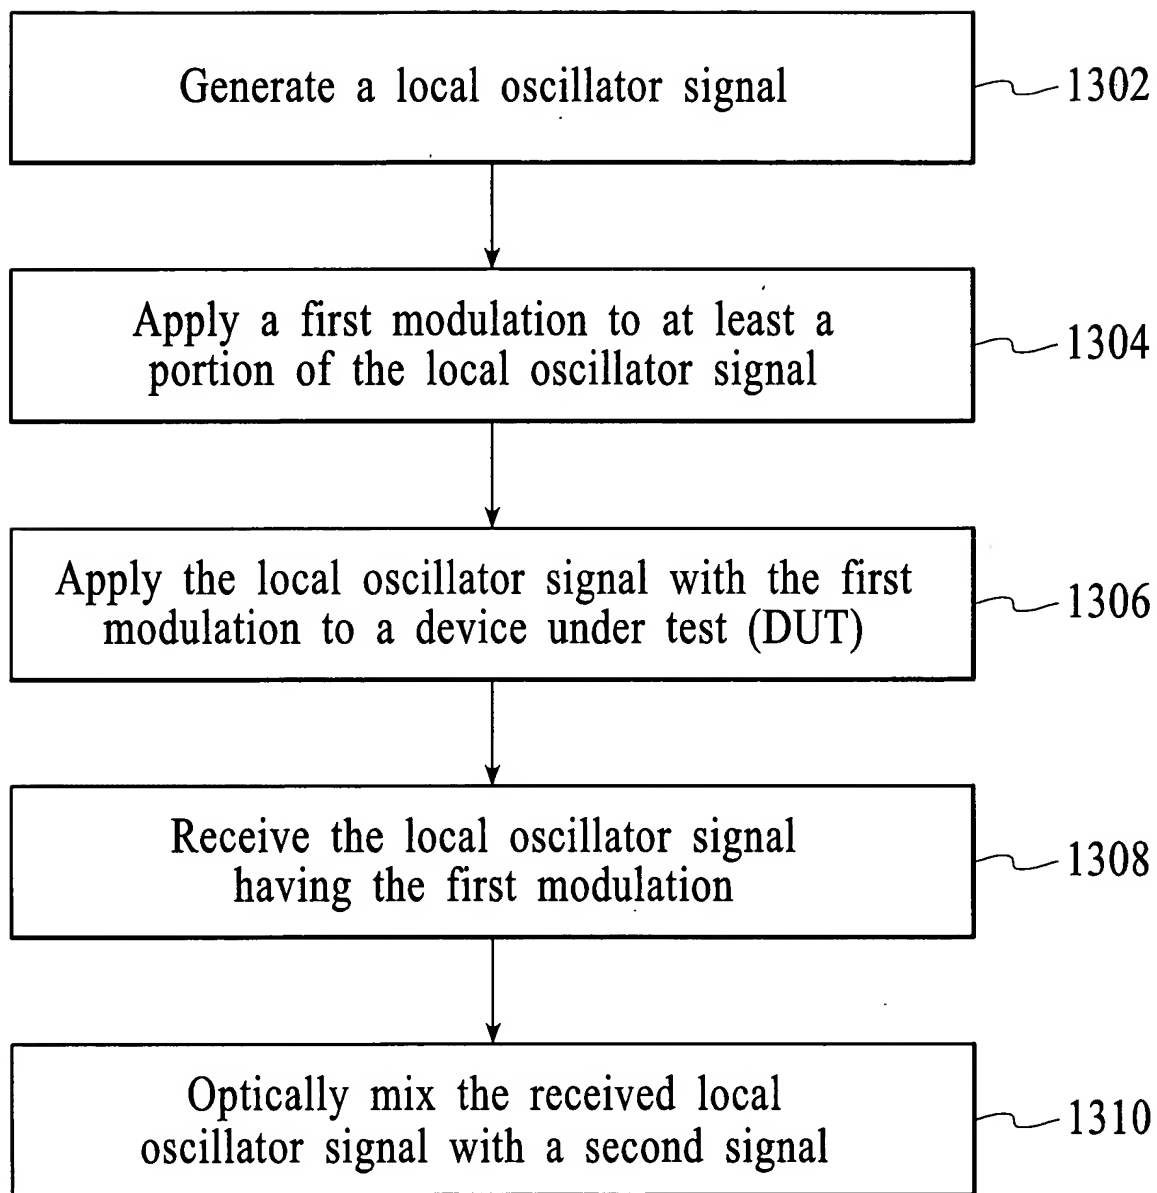 Generate a local oscillator signal
1302
Apply a first modulation to at least a
portion of the local oscillator signal
1304
Apply the local oscillator signal with the first
modulation to a device under test (DUT)
1306
Receive the local oscillator signal
having the first modulation
1308
Optically mix the received local
oscillator signal with a second signal
1310